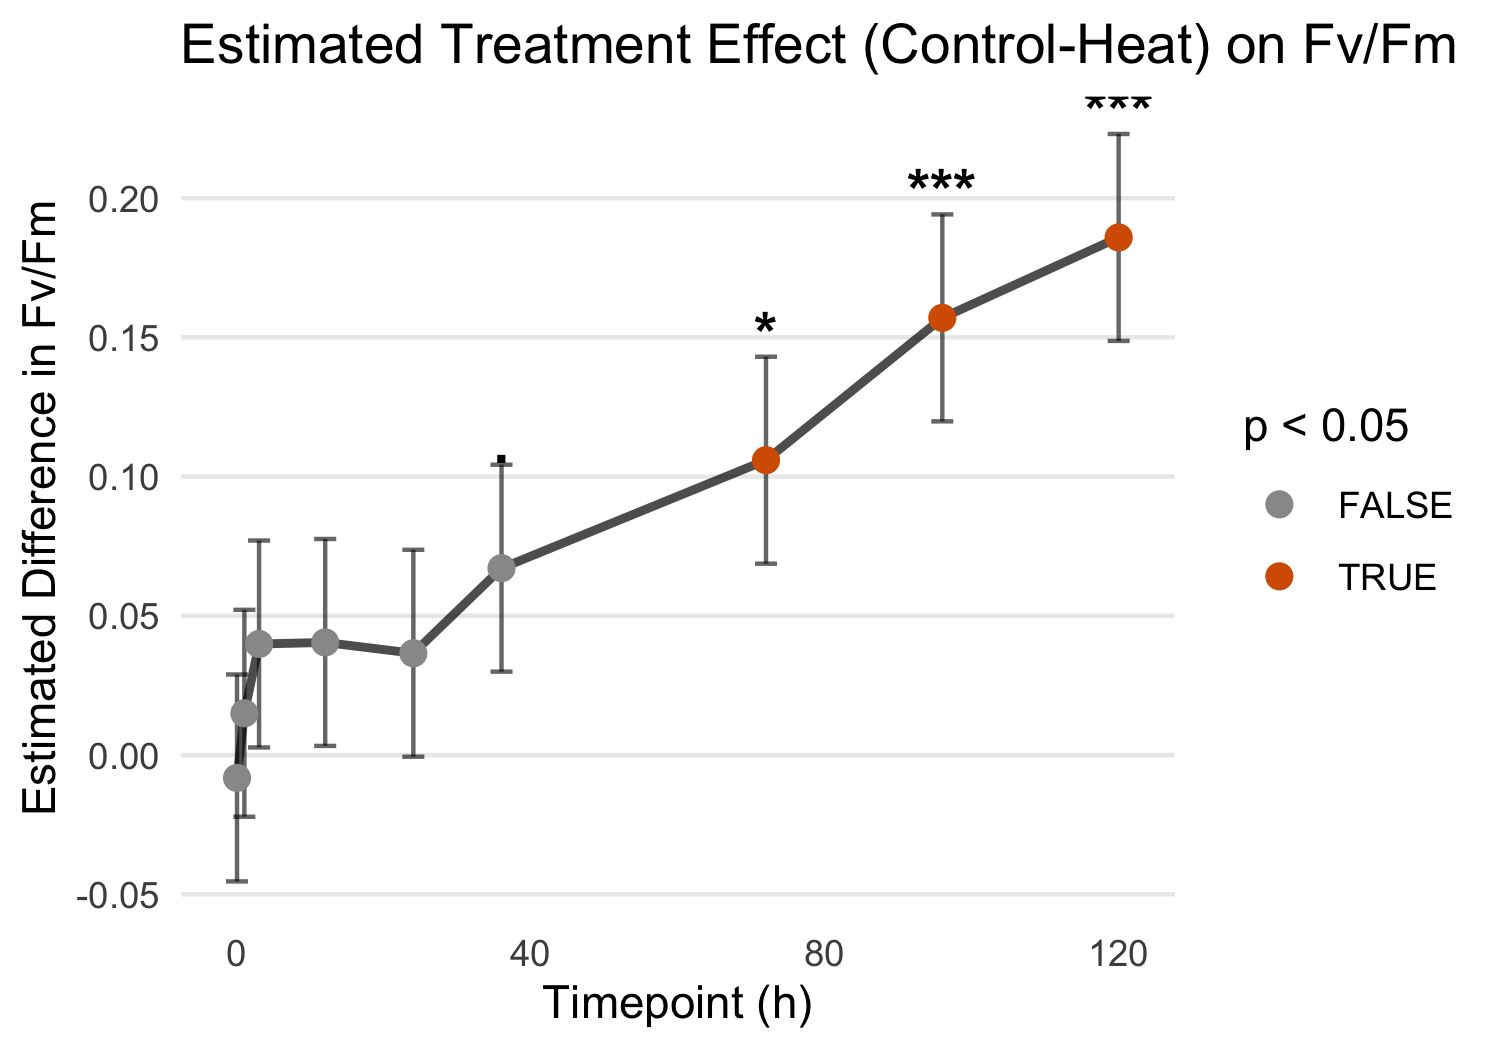 Estimated Treatment Effect (Control-Heat) on Fv/Fm
***
***
*
.
0.20
0.15
0.10
0.05
0.00
-0.05
Estimated Difference in Fv/Fm
0 40 80 120
Timepoint (h)
p < 0.05
FALSE
TRUE